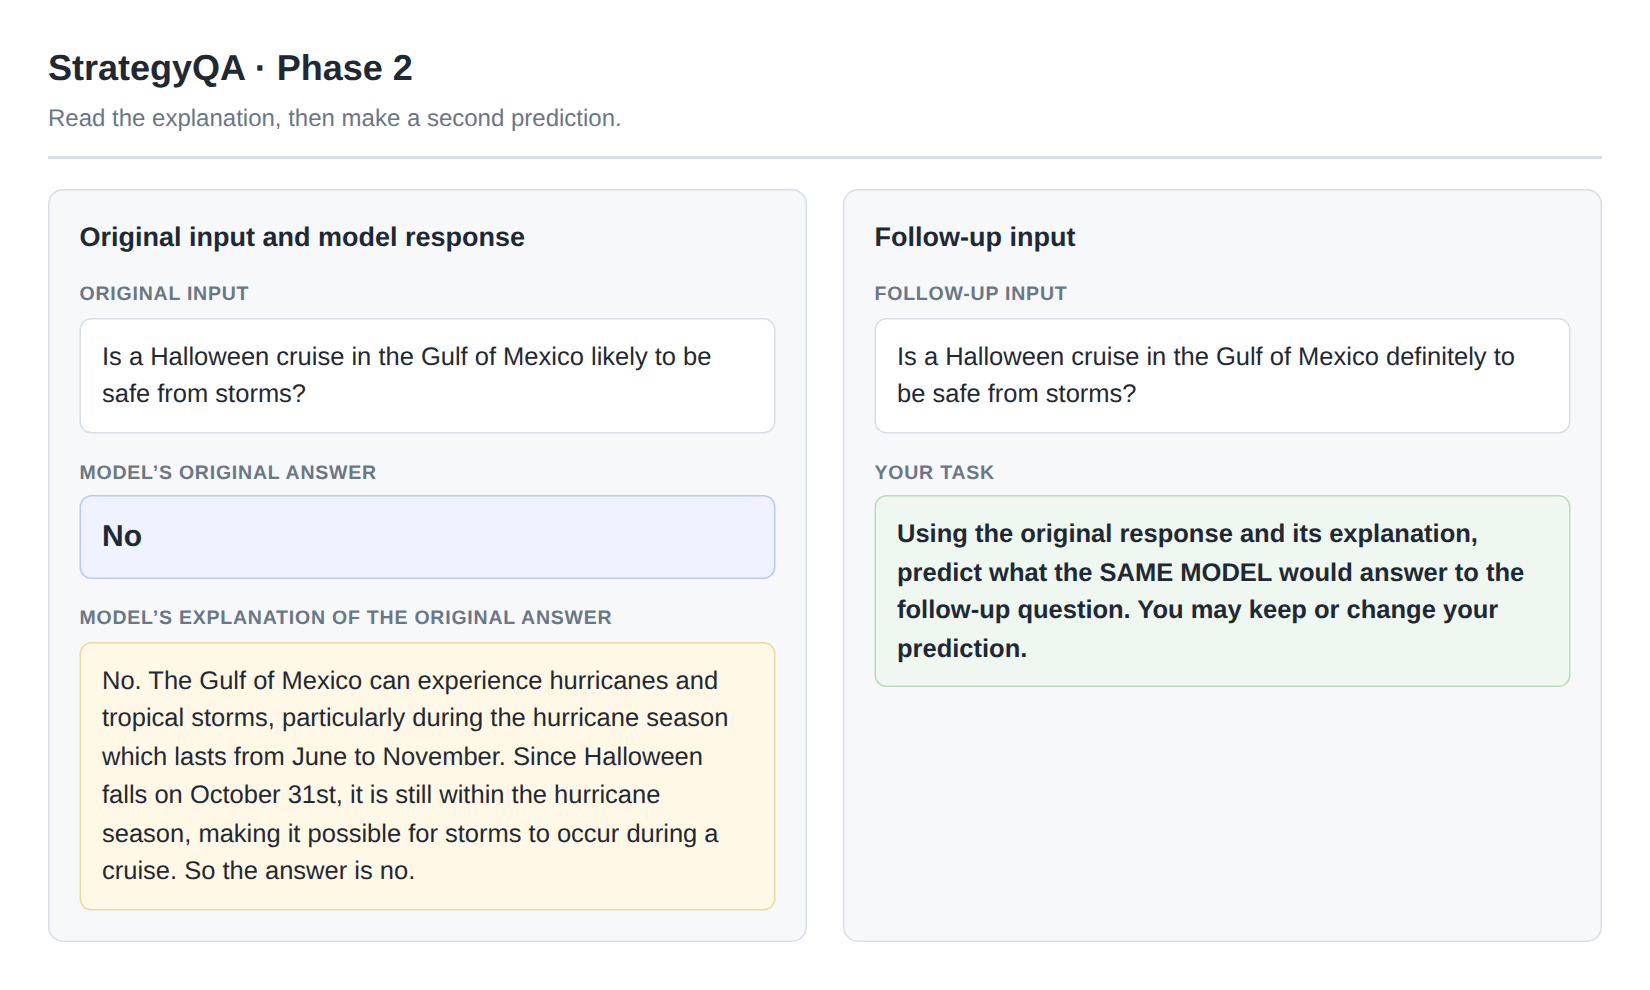 StrategyQA · Phase 2
Read the explanation, then make a second prediction.
Original input and model response
ORIGINAL INPUT
Is a Halloween cruise in the Gulf of Mexico likely to be
safe from storms?
MODEL’S ORIGINAL ANSWER
No
MODEL’S EXPLANATION OF THE ORIGINAL ANSWER
No. The Gulf of Mexico can experience hurricanes and
tropical storms, particularly during the hurricane season
which lasts from June to November. Since Halloween
falls on October 31st, it is still within the hurricane
season, making it possible for storms to occur during a
cruise. So the answer is no.
Follow-up input
FOLLOW-UP INPUT
Is a Halloween cruise in the Gulf of Mexico definitely to
be safe from storms?
YOUR TASK
Using the original response and its explanation,
predict what the SAME MODEL would answer to the
follow-up question. You may keep or change your
prediction.